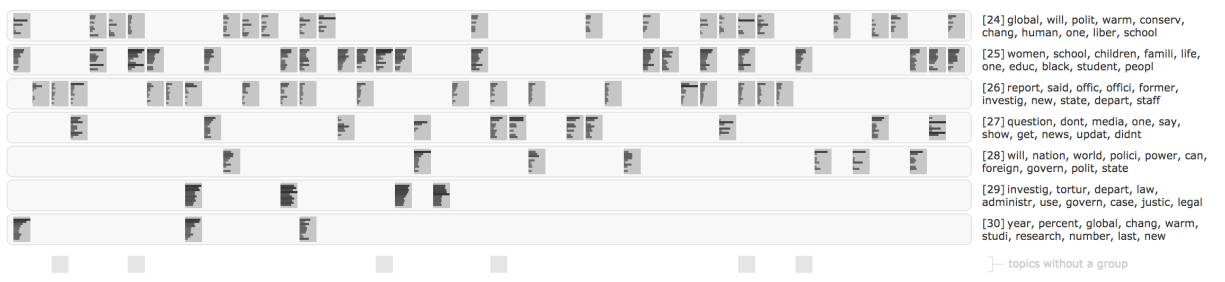 [24] global, will, polit, warm, conserv,
chang, human, one, liber, school
[25] women, school, children, famili, life,
one, educ, black, student, peopl
[26] report, said, offic, offici, former,
investig, new, state, depart, staff
[27] question, dont, media, one, say,
show, get, news, updat, didnt
[28] will, nation, world, polici, power, can,
foreign, govern, polit, state
[29] investig, tortur, depart, law,
administr, use, govern, case, justic, legal
[30] year, percent, global, chang, warm,
studi, research, number, last, new
topics without a group